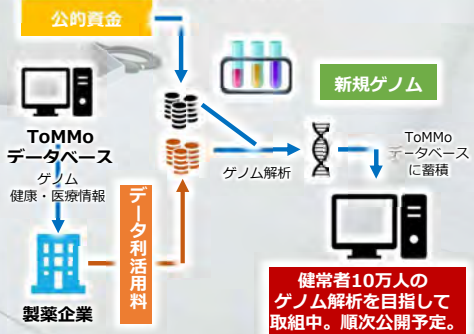 公的資金
新規ゲノム
ToMMo
データベース
ゲノム
健康・医療情報
データ利活用料
ゲノム解析
ToMMo
データベース
に蓄積
製薬企業
健常者10万人の
ゲノム解析を目指して
取組中。順次公開予定。